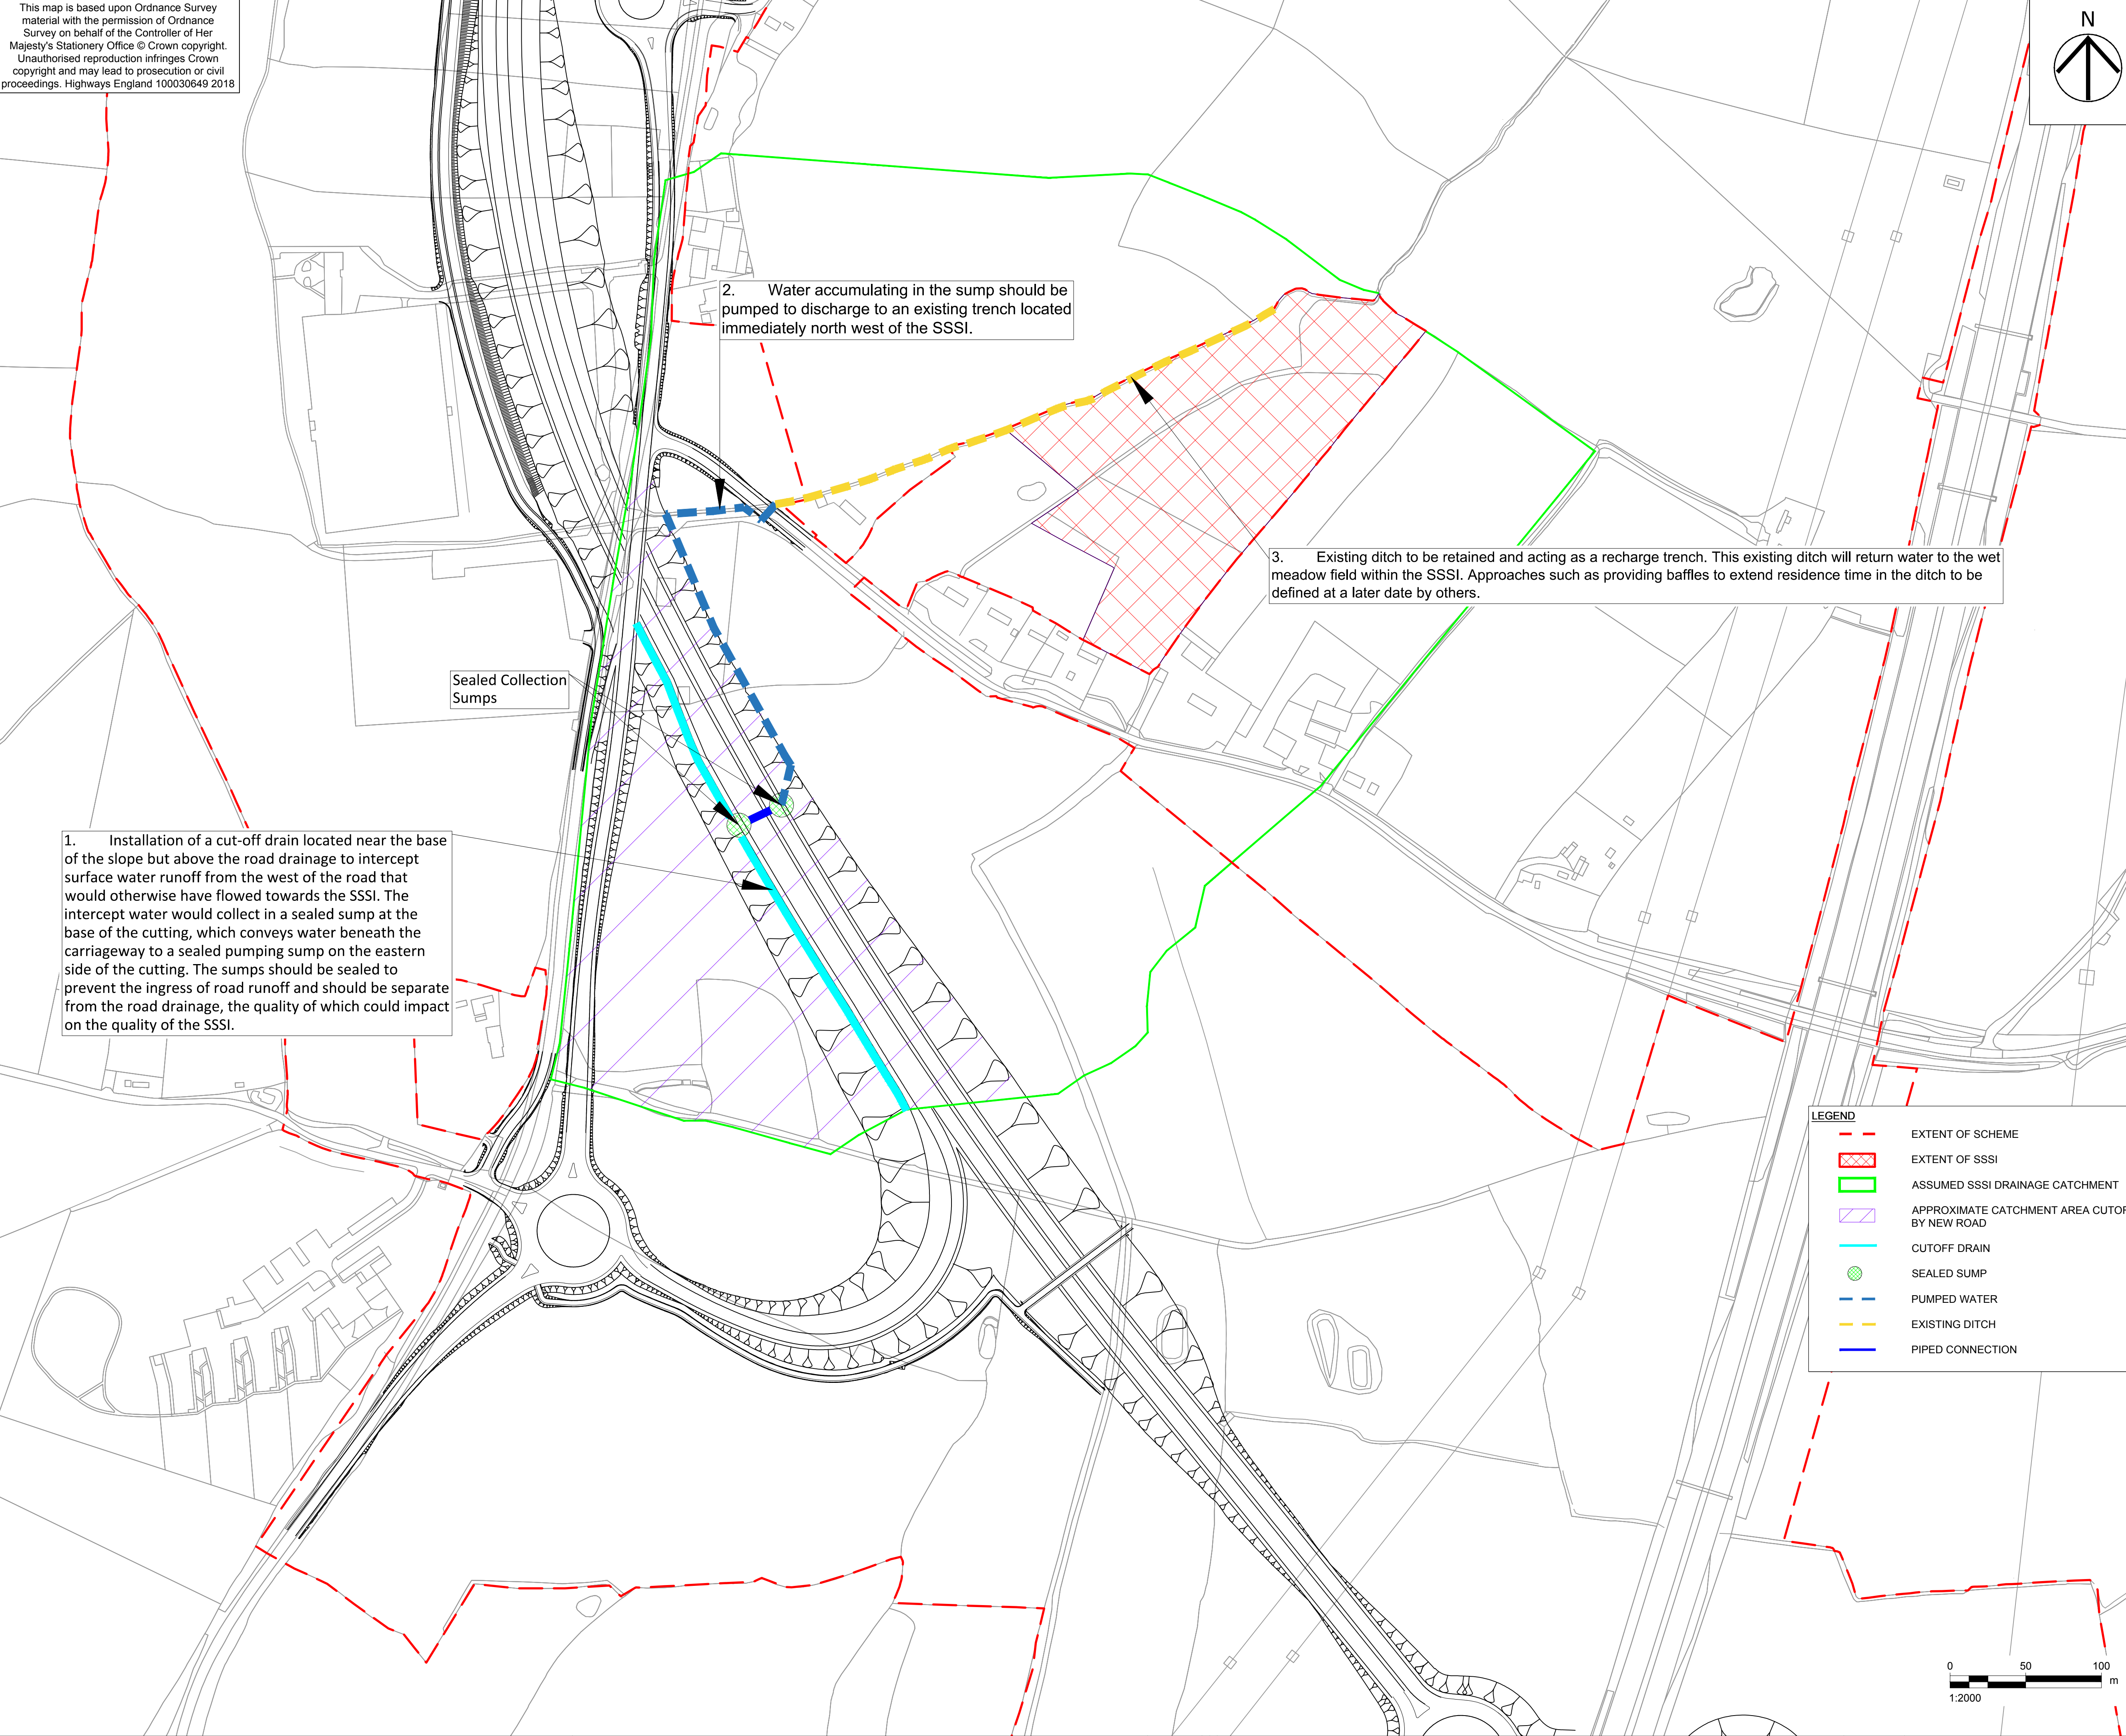 This map is based upon Ordnance Survey
material with the permission of Ordnance
Survey on behalf of the Controller of Her
Majesty's Stationery Office © Crown copyright.
Unauthorised reproduction infringes Crown
copyright and may lead to prosecution or civil
proceedings. Highways England 100030649 2018
N
2. Water accumulating in the sump should be
pumped to discharge to an existing trench located
immediately north west of the SSSI.
3. Existing ditch to be retained and acting as a recharge trench. This existing ditch will return water to the wet
meadow field within the SSSI. Approaches such as providing baffles to extend residence time in the ditch to be
defined at a later date by others.
Sealed Collection
Sumps
1. Installation of a cut-off drain located near the base
of the slope but above the road drainage to intercept
surface water runoff from the west of the road that
would otherwise have flowed towards the SSSI. The
intercept water would collect in a sealed sump at the
base of the cutting, which conveys water beneath the
carriageway to a sealed pumping sump on the eastern
side of the cutting. The sumps should be sealed to
prevent the ingress of road runoff and should be separate
from the road drainage, the quality of which could impact
on the quality of the SSSI.
LEGEND
EXTENT OF SCHEME
EXTENT OF SSSI
ASSUMED SSSI DRAINAGE CATCHMENT
APPROXIMATE CATCHMENT AREA
BY NEW ROAD
CUTOFF DRAIN
SEALED SUMP
PUMPED WATER
EXISTING DITCH
PIPED CONNECTION
0 50 100
m
1:2000